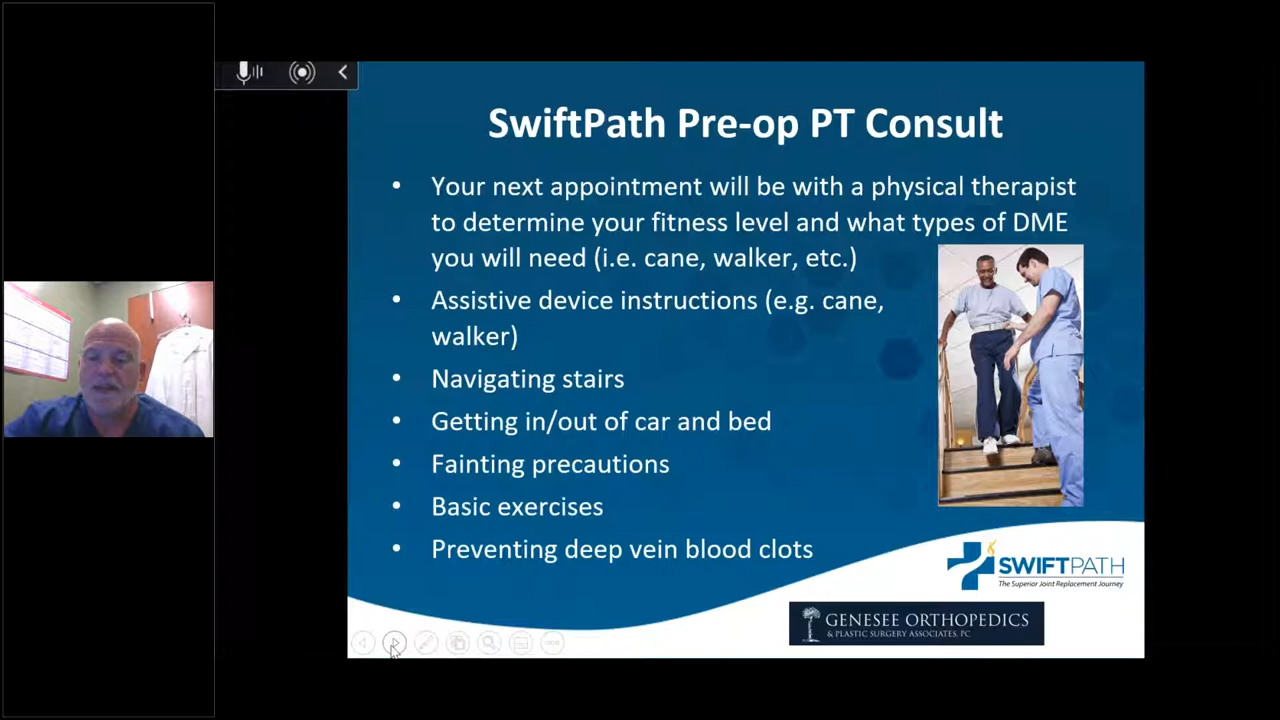 SwiftPath Pre-op PT Consult
• Your next appointment will be with a physical therapist
to determine your fitness level and what types of DME
you will need (i.e. cane, walker, etc.)
• Assistive device instructions (e.g. cane,
walker)
• Navigating stairs
• Getting in/out of car and bed
• Fainting precautions
• Basic exercises
• Preventing deep vein blood clots
SWIFTPATH
The Superior Joint Replacement Journey
GENESEE ORTHOPEDICS
& PLASTIC SURGERY ASSOCIATES, PC